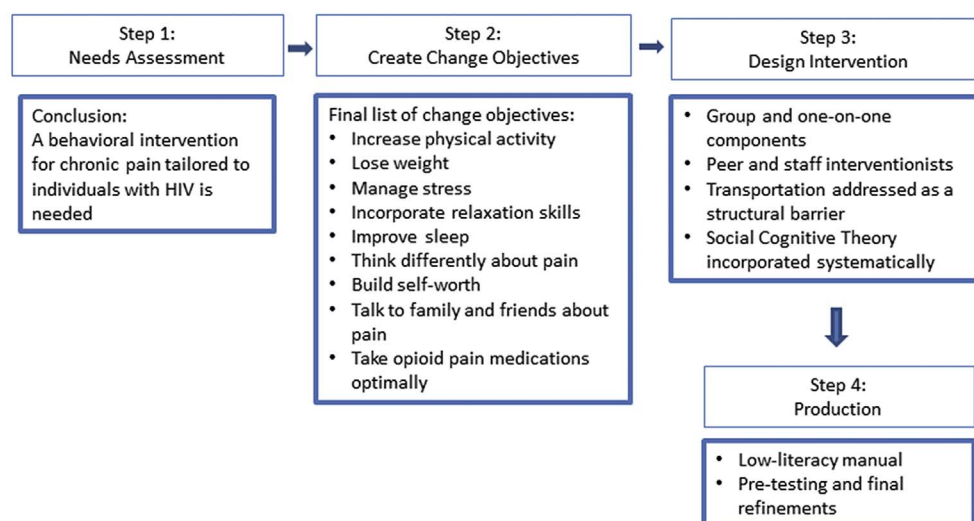 Step 1:
Needs Assessment
Conclusion:
A behavioral intervention
for chronic pain tailored to
individuals with HIV is
needed
Step 2:
Create Change Objectives
Final list of change objectives:
• Increase physical activity
• Lose weight
• Manage stress
• Incorporate relaxation skills
• Improve sleep
• Think differently about pain
• Build self-worth
• Talk to family and friends about
pain
• Take opioid pain medications
optimally
Step 3:
Design Intervention
• Group and one-on-one
components
• Peer and staff interventionists
• Transportation addressed as a
structural barrier
• Social Cognitive Theory
incorporated systematically
Step 4:
Production
• Low-literacy manual
• Pre-testing and final
refinements